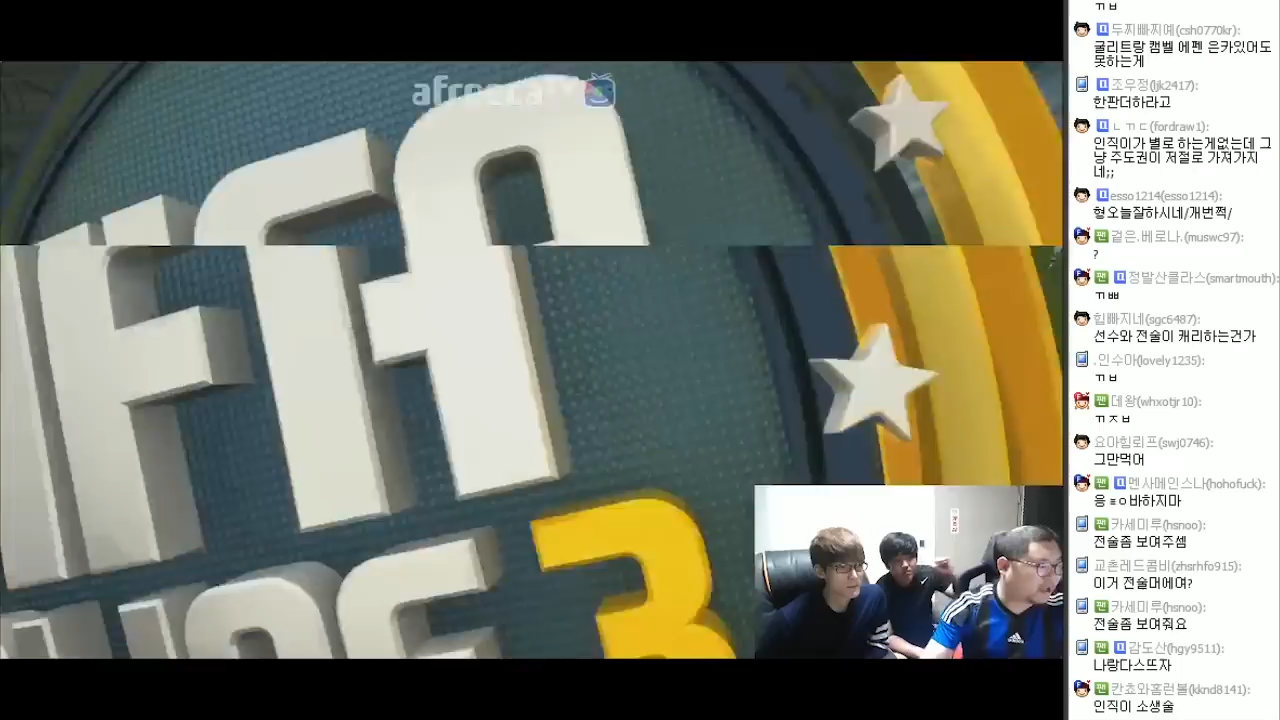 afreecaTV
FIFA
ONLINE 3
ㄲㅂ
두찌빠찌예(csh0770kr):
굴리트랑 캠벨 에펜 은카있어도
못하는게
조우정(ljk2417):
한판더하라고
ㄴㄲㄷ(fordraw1):
인직이가 별로 하는게없는데 그
냥 주도권이 저절로 가져가지
네;;
esso1214(esso1214):
형오늘잘하시네/개번쩍/
겉은.베로나.(muswc97):
?
정발산클라스(smartmouth):
ㄲㅃ
힘빠지네(sgc6487):
선수와 전술이 캐리하는건가
.인수야(lovely1235):
ㄲㅂ
데왕(whxotjr10):
ㄲㅈㅂ
요아힘뢰프(swj0746):
그만먹어
멘사메인스나(hohofuck):
응 ㅌㅇ바하지마
카세미루(hsnoo):
전술좀 보여주셈
교촌레드콤비(zhsrhfo915):
이거 전술머에여?
카세미루(hsnoo):
전술좀 보여줘요
감도산(hgy9511):
나랑다스뜨자
칸쵸와홈런볼(kknd8141):
인직이 소생술